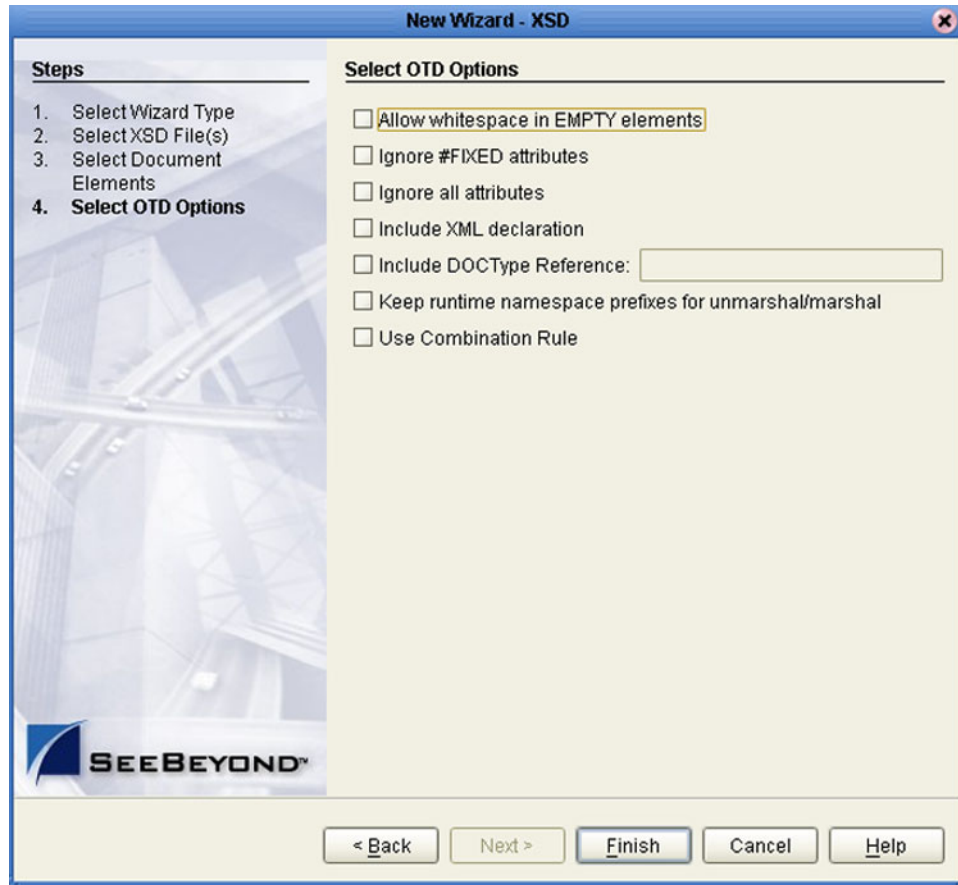 New Wizard - XSD
Steps
1. Select Wizard Type
2. Select XSD File(s)
3. Select Document
Elements
4. Select OTD Options
SEEBEYOND™
Select OTD Options
Allow whitespace in EMPTY elements
Ignore #FIXED attributes
Ignore all attributes
Include XML declaration
Include DOCType Reference:
Keep runtime namespace prefixes for unmarshal/marshal
Use Combination Rule
< Back Next > Finish Cancel Help